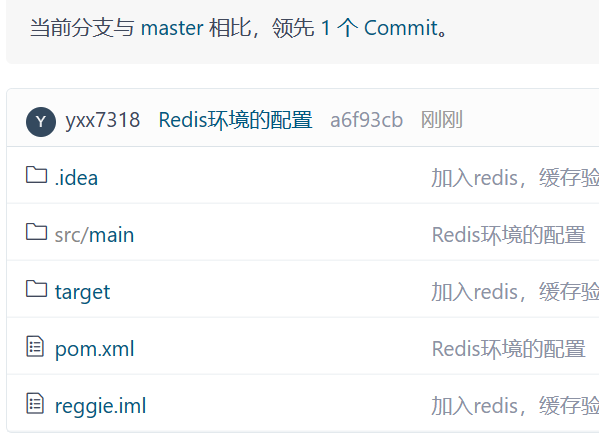 当前分支与 master 相比，领先 1 个 Commit。
Y yxx7318 Redis环境的配置 a6f93cb 刚刚
.idea 加入redis，缓存验
src/main Redis环境的配置
target 加入redis，缓存验
pom.xml Redis环境的配置
reggie.iml 加入redis，缓存验